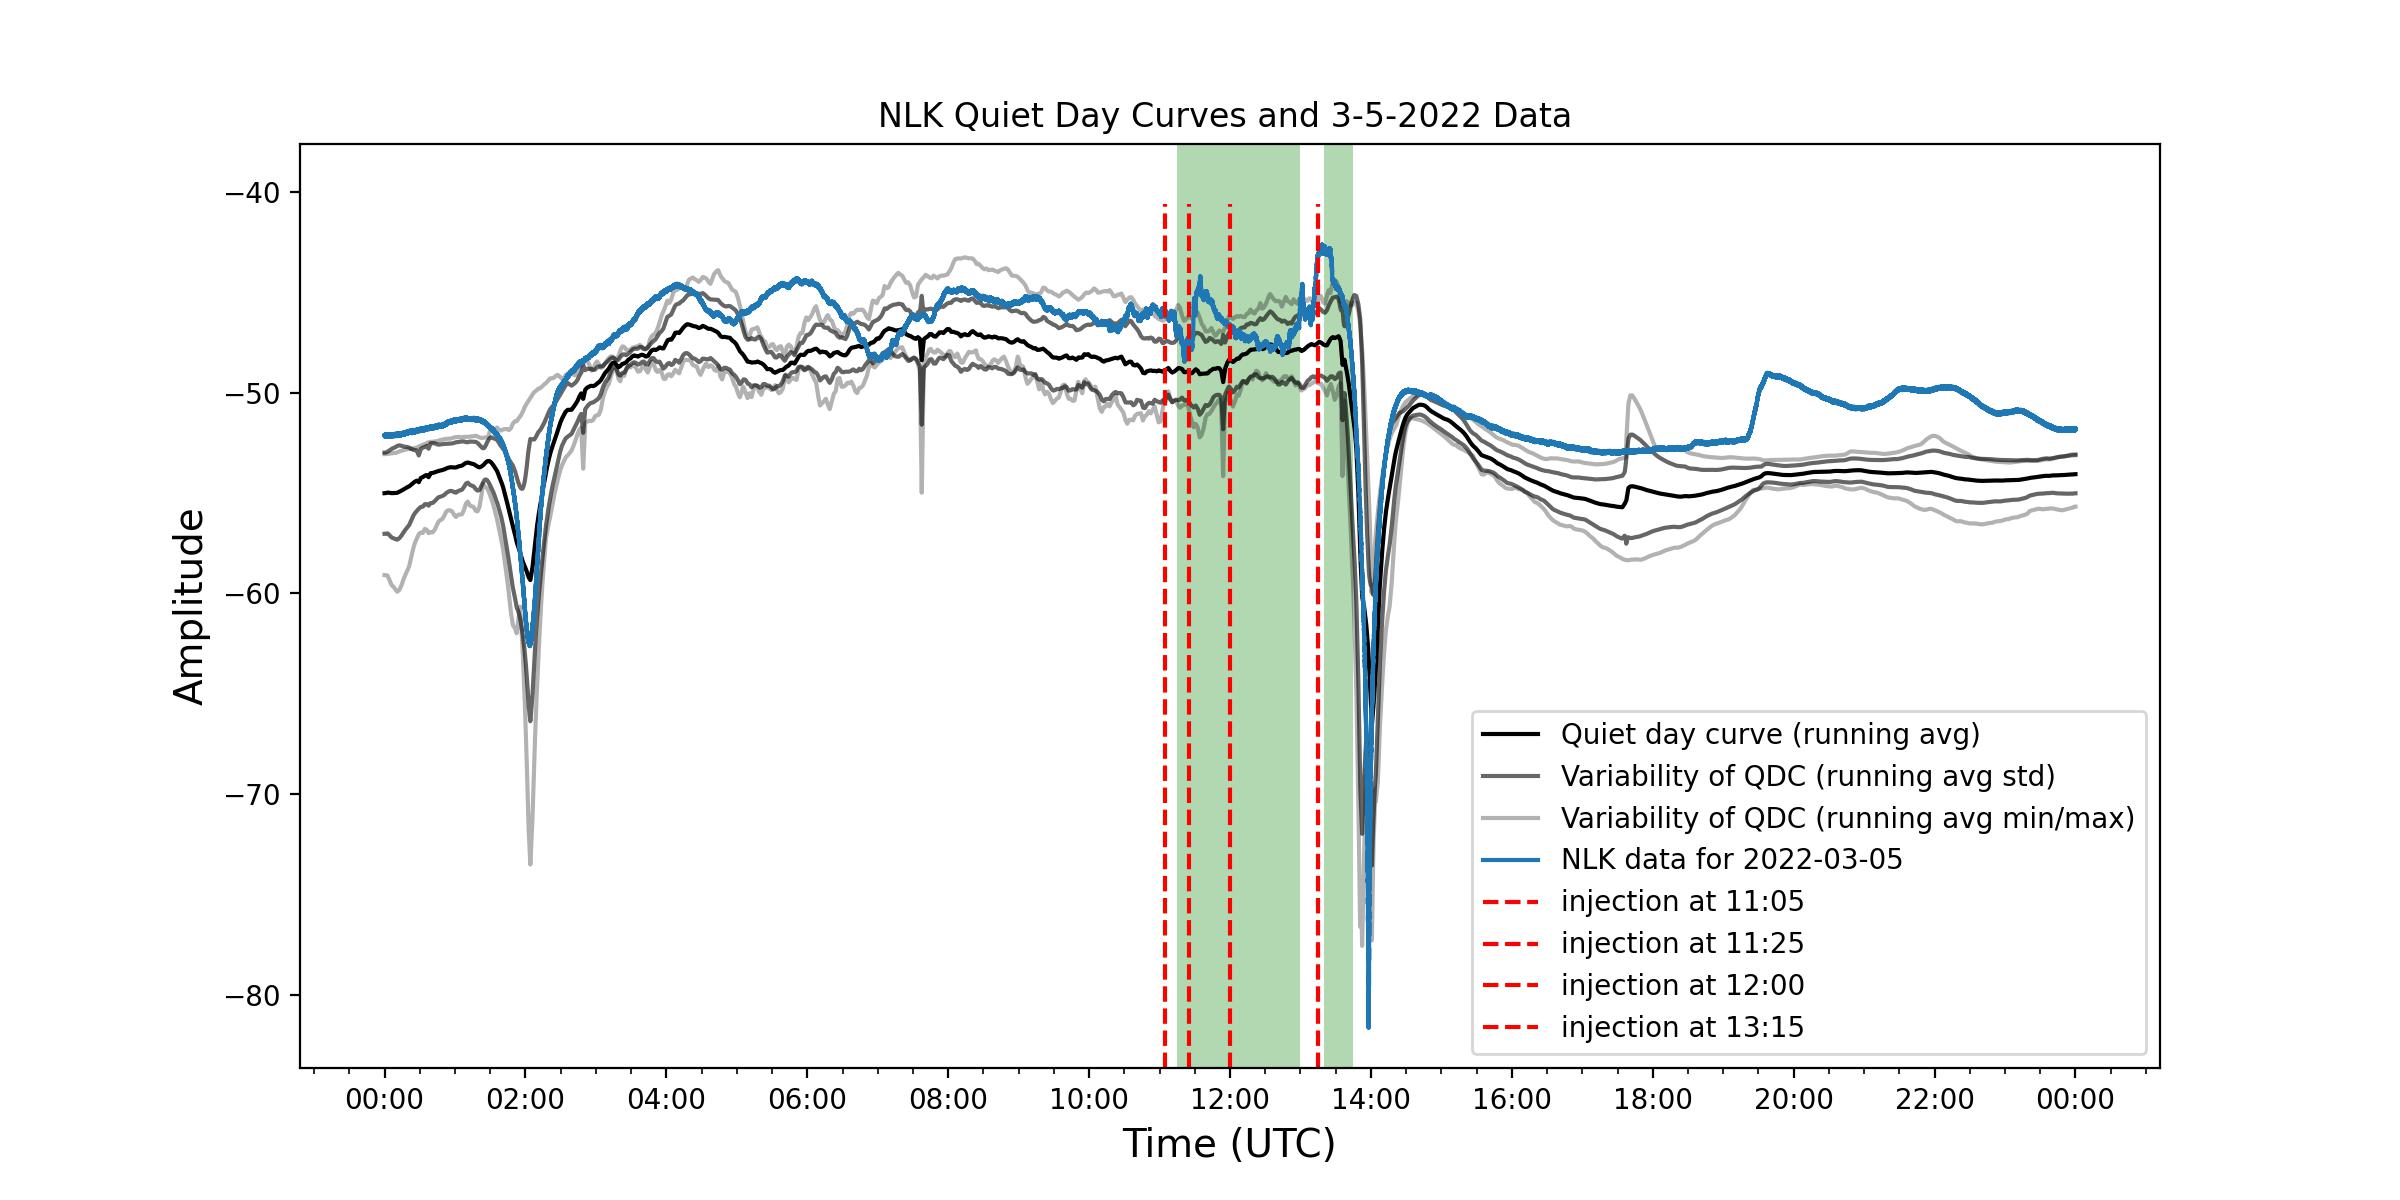 NLK Quiet Day Curves and 3-5-2022 Data
−40
−50
−60
−70
−80
Amplitude
Quiet day curve (running avg)
Variability of QDC (running avg std)
Variability of QDC (running avg min/max)
NLK data for 2022-03-05
injection at 11:05
injection at 11:25
injection at 12:00
injection at 13:15
00:00 02:00 04:00 06:00 08:00 10:00 12:00 14:00 16:00 18:00 20:00 22:00 00:00
Time (UTC)